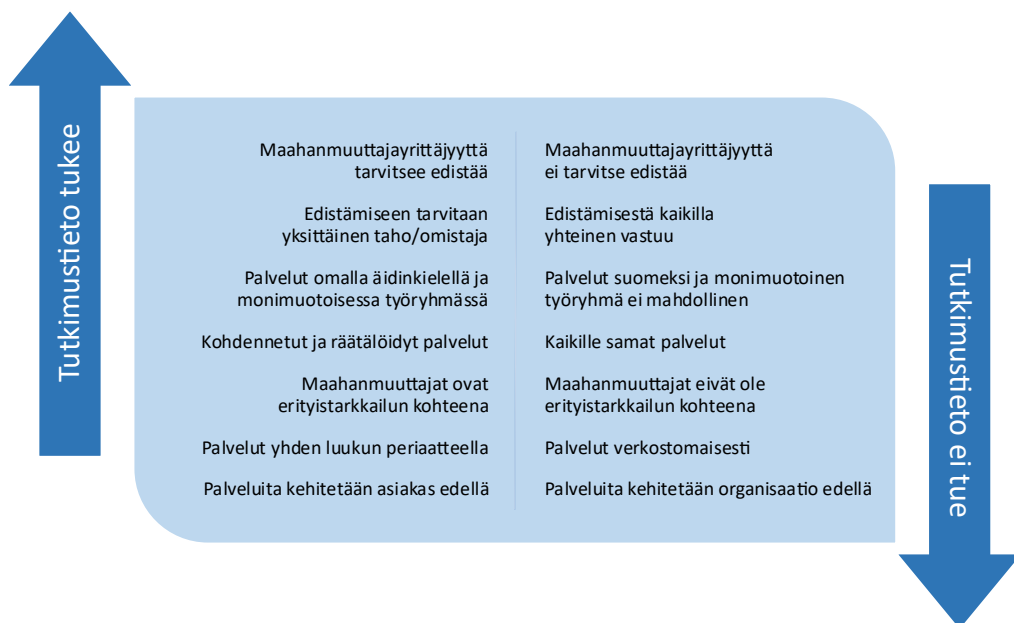 Tutkimustieto tukee
Maahanmuuttajayrittäjyyttä
tarvitsee edistää
Maahanmuuttajayrittäjyyttä
ei tarvitse edistää
Edistämiseen tarvitaan
yksittäinen taho/omistaja
Edistämisestä kaikilla
yhteinen vastuu
Palvelut omalla äidinkielellä ja
monimuotoisessa työryhmässä
Palvelut suomeksi ja monimuotoinen
työryhmä ei mahdollinen
Kohdennetut ja räätälöidyt palvelut
Kaikille samat palvelut
Maahanmuuttajat ovat
erityistarkkailun kohteena
Maahanmuuttajat eivät ole
erityistarkkailun kohteena
Palvelut yhden luukun periaatteella
Palvelut verkostomaisesti
Palveluita kehitetään asiakas edellä
Palveluita kehitetään organisaatio edellä
Tutkimustieto ei tue